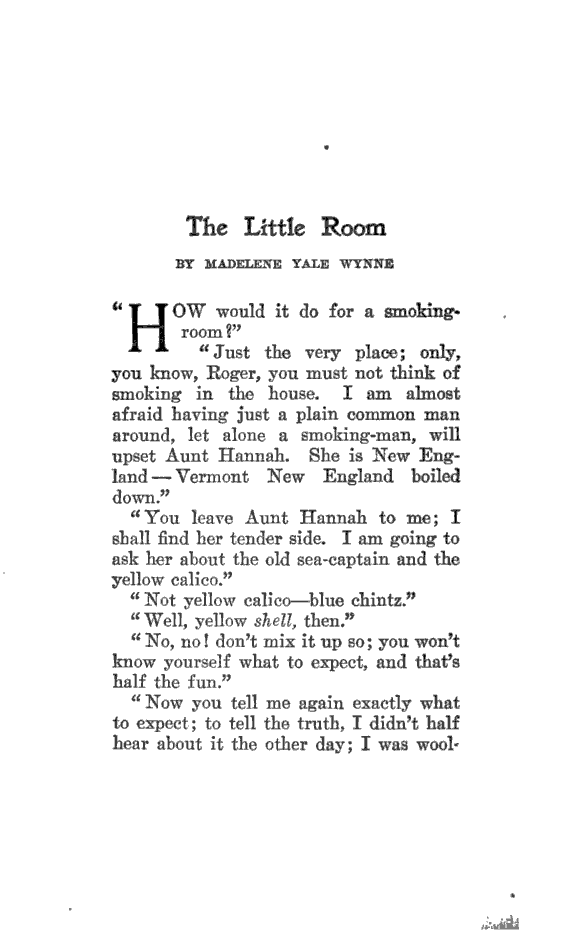 The Little Room
BY MADELENE YALE WYNNE
“HOW would it do for a smoking-
room?”
“Just the very place; only,
you know, Roger, you must not think of
smoking in the house. I am almost
afraid having just a plain common man
around, let alone a smoking-man, will
upset Aunt Hannah. She is New Eng-
land—Vermont New England boiled
down.”
“You leave Aunt Hannah to me; I
shall find her tender side. I am going to
ask her about the old sea-captain and the
yellow calico.”
“Not yellow calico—blue chintz.”
“Well, yellow shell, then.”
“No, no! don’t mix it up so; you won’t
know yourself what to expect, and that’s
half the fun.”
“Now you tell me again exactly what
to expect; to tell the truth, I didn’t half
hear about it the other day; I was wool-